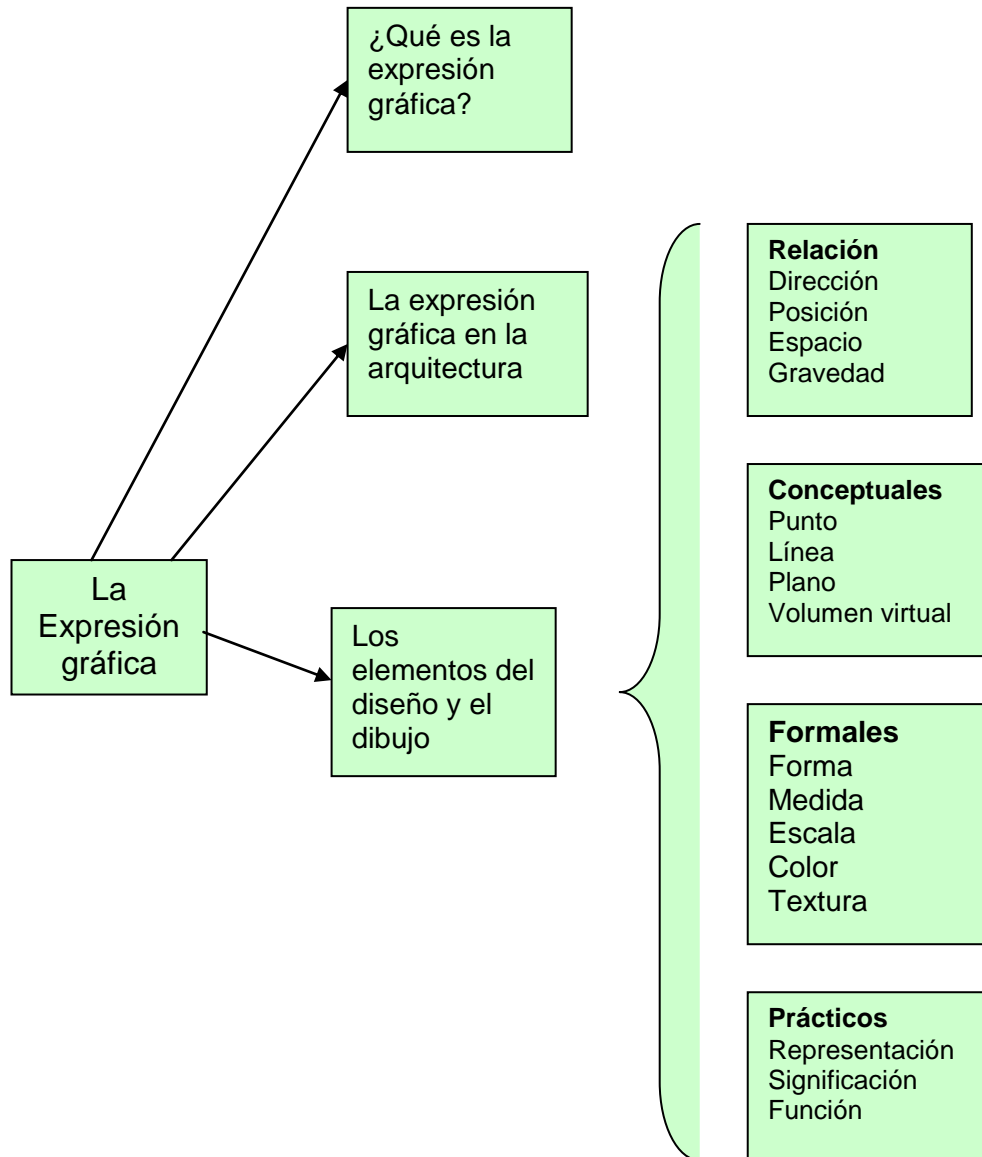 ¿Qué es la
expresión
gráfica?
La expresión
gráfica en la
arquitectura
La
Expresión
gráfica
Los
elementos del
diseño y el
dibujo
Relación
Dirección
Posición
Espacio
Gravedad
Conceptuales
Punto
Línea
Plano
Volumen virtual
Formales
Forma
Medida
Escala
Color
Textura
Prácticos
Representación
Significación
Función